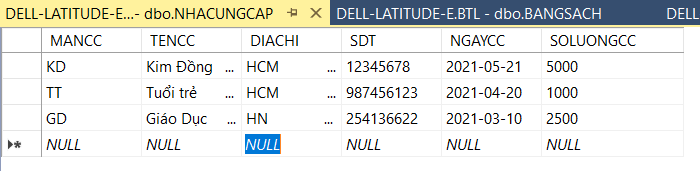 DELL-LATITUDE-E...- dbo.NHACUNGCAP DELL-LATITUDE-E.BTL - dbo.BANGSACH DELL
MANCC TENCC DIACHI SDT NGAYCC SOLUONGCC
KD Kim Đồng ... HCM ... 12345678 2021-05-21 5000
TT Tuổi trẻ ... HCM ... 987456123 2021-04-20 1000
GD Giáo Dục ... HN ... 254136622 2021-03-10 2500
NULL NULL NULL NULL NULL NULL